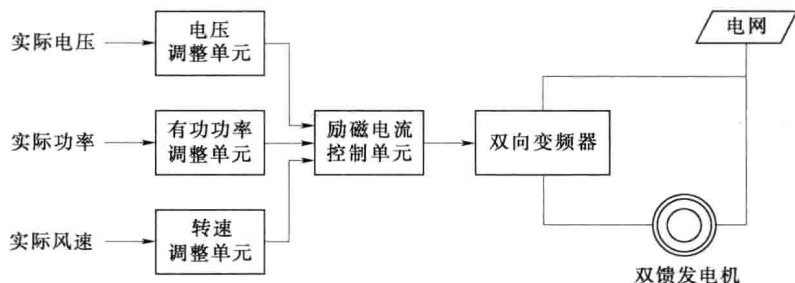 实际电压
电压
调整单元
电网
实际功率
有功功率
调整单元
励磁电流
控制单元
双向变频器
实际风速
转速
调整单元
双馈发电机